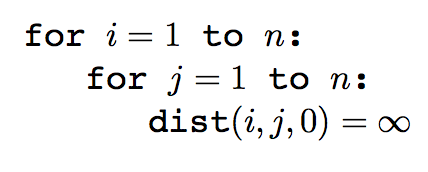 for i = 1 to n:
for j = 1 to n:
dist(i, j, 0) = ∞